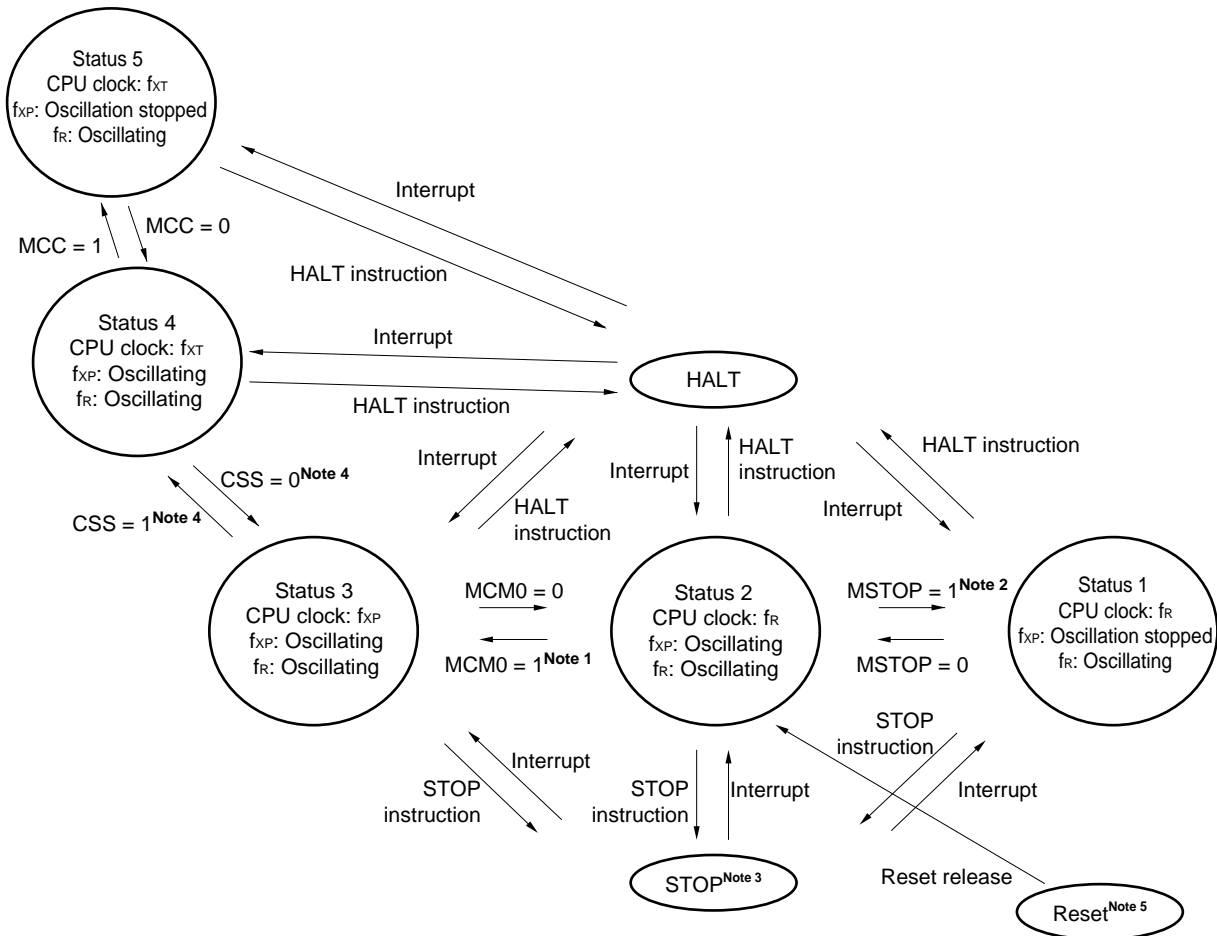 Status 5
CPU clock: fXT
fXP: Oscillation stopped
fR: Oscillating
Interrupt
MCC = 0
MCC = 1
HALT instruction
Status 4
CPU clock: fXT
fXP: Oscillating
fR: Oscillating
Interrupt
HALT instruction
HALT
Interrupt
HALT
instruction
Interrupt
HALT
instruction
HALT instruction
Interrupt
CSS = 0Note 4
CSS = 1Note 4
Status 3
CPU clock: fXP
fXP: Oscillating
fR: Oscillating
MCM0 = 0
MCM0 = 1Note 1
Status 2
CPU clock: fR
fXP: Oscillating
fR: Oscillating
MSTOP = 1Note 2
MSTOP = 0
Status 1
CPU clock: fR
fXP: Oscillation stopped
fR: Oscillating
STOP
instruction
Interrupt
STOP
instruction
Interrupt
STOP
instruction
Interrupt
STOPNote 3
Reset release
ResetNote 5